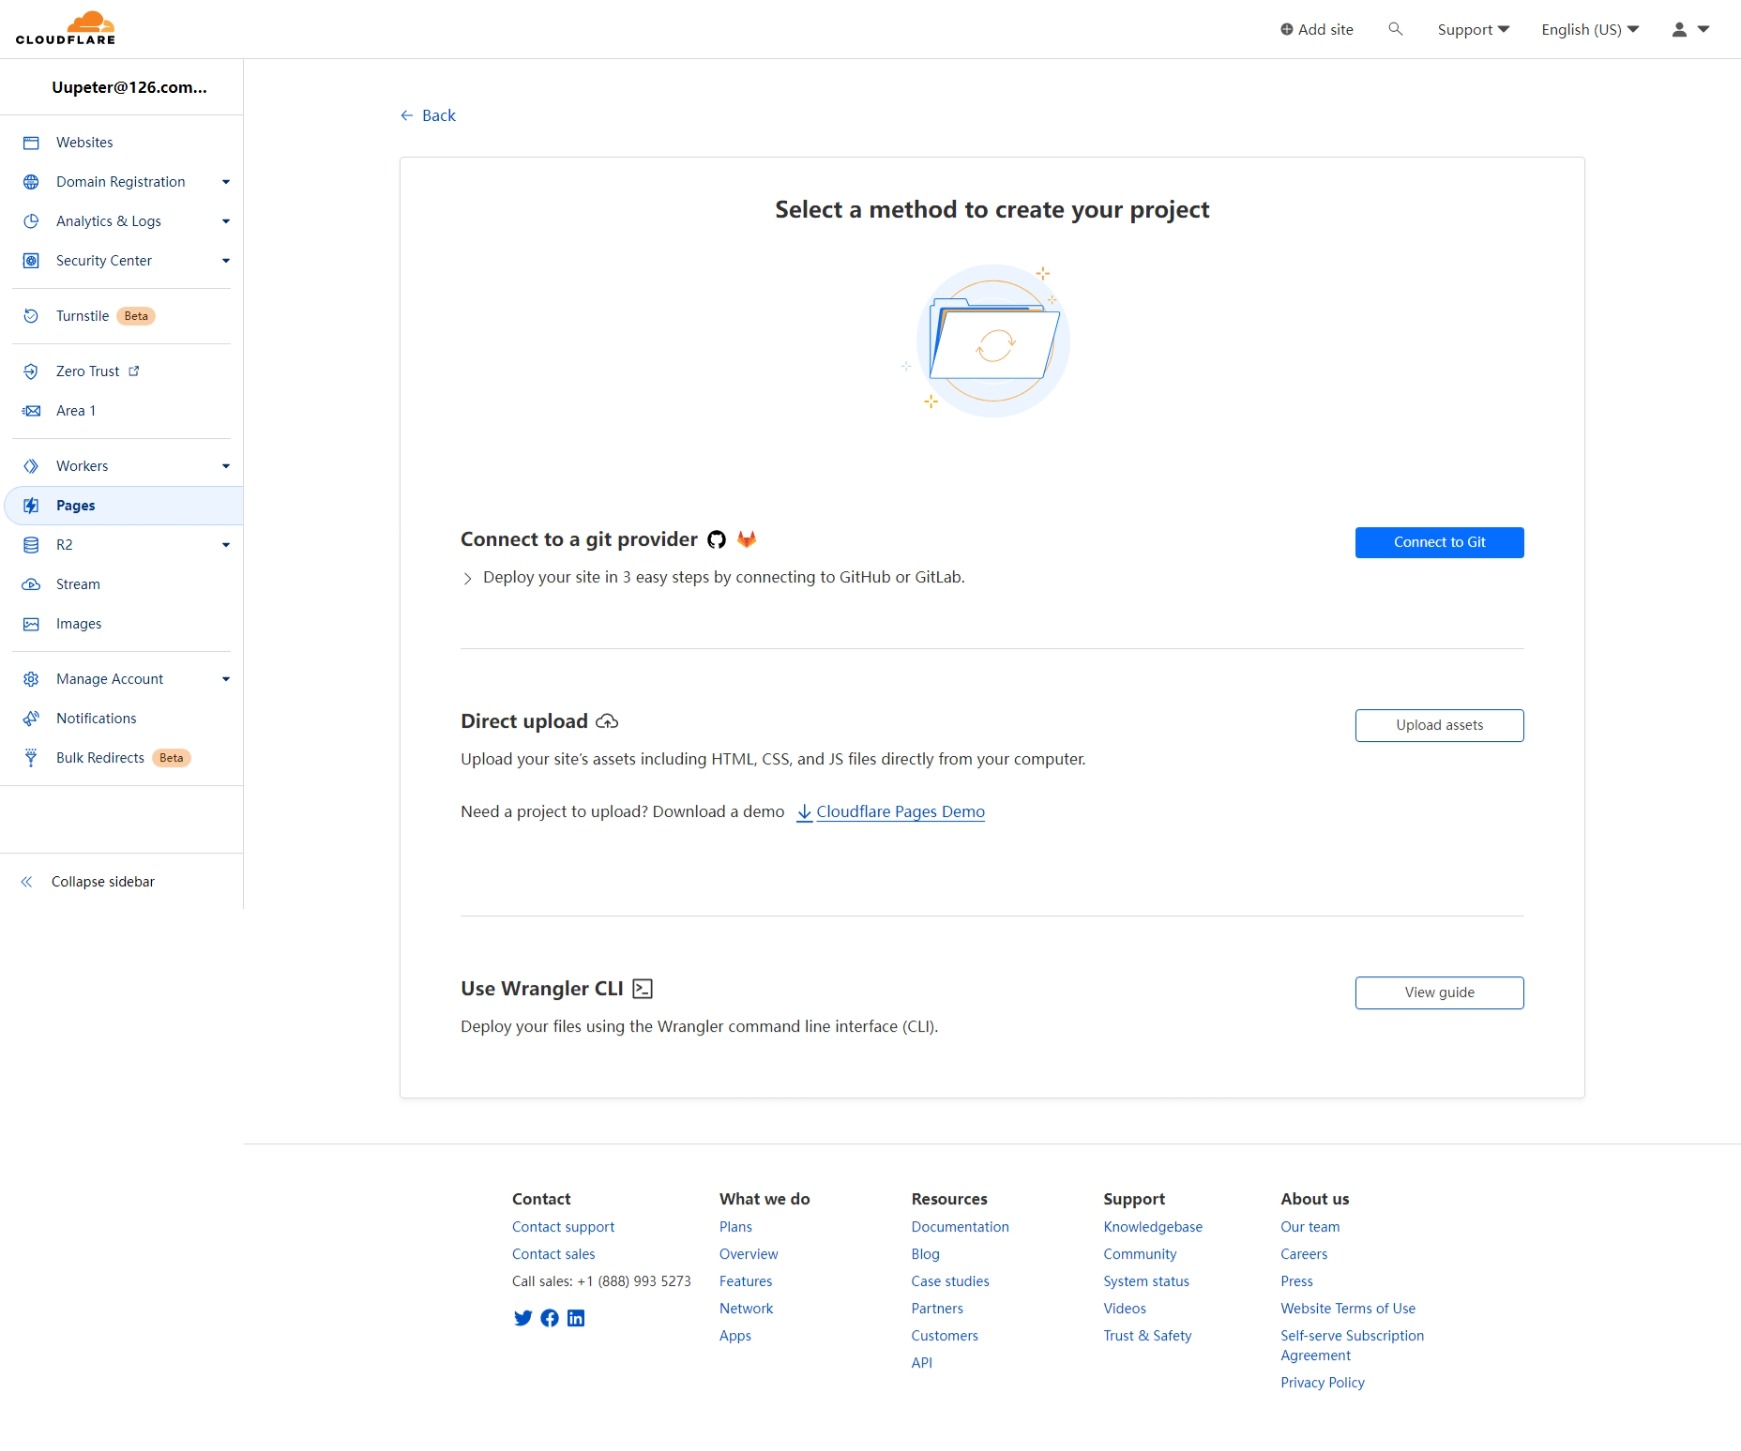 CLOUDFLARE
Add site
Support
English (US)
Uupeter@126.com...
Websites
Domain Registration
Analytics & Logs
Security Center
Turnstile Beta
Zero Trust
Area 1
Workers
Pages
R2
Stream
Images
Manage Account
Notifications
Bulk Redirects Beta
Collapse sidebar
Back
Select a method to create your project
Connect to a git provider
Connect to Git
Deploy your site in 3 easy steps by connecting to GitHub or GitLab.
Direct upload
Upload assets
Upload your site's assets including HTML, CSS, and JS files directly from your computer.
Need a project to upload? Download a demo Cloudflare Pages Demo
Use Wrangler CLI
View guide
Deploy your files using the Wrangler command line interface (CLI).
Contact
Contact support
Contact sales
Call sales: +1 (888) 993 5273
What we do
Plans
Overview
Features
Network
Apps
Resources
Documentation
Blog
Case studies
Partners
Customers
API
Support
Knowledgebase
Community
System status
Videos
Trust & Safety
About us
Our team
Careers
Press
Website Terms of Use
Self-serve Subscription
Agreement
Privacy Policy